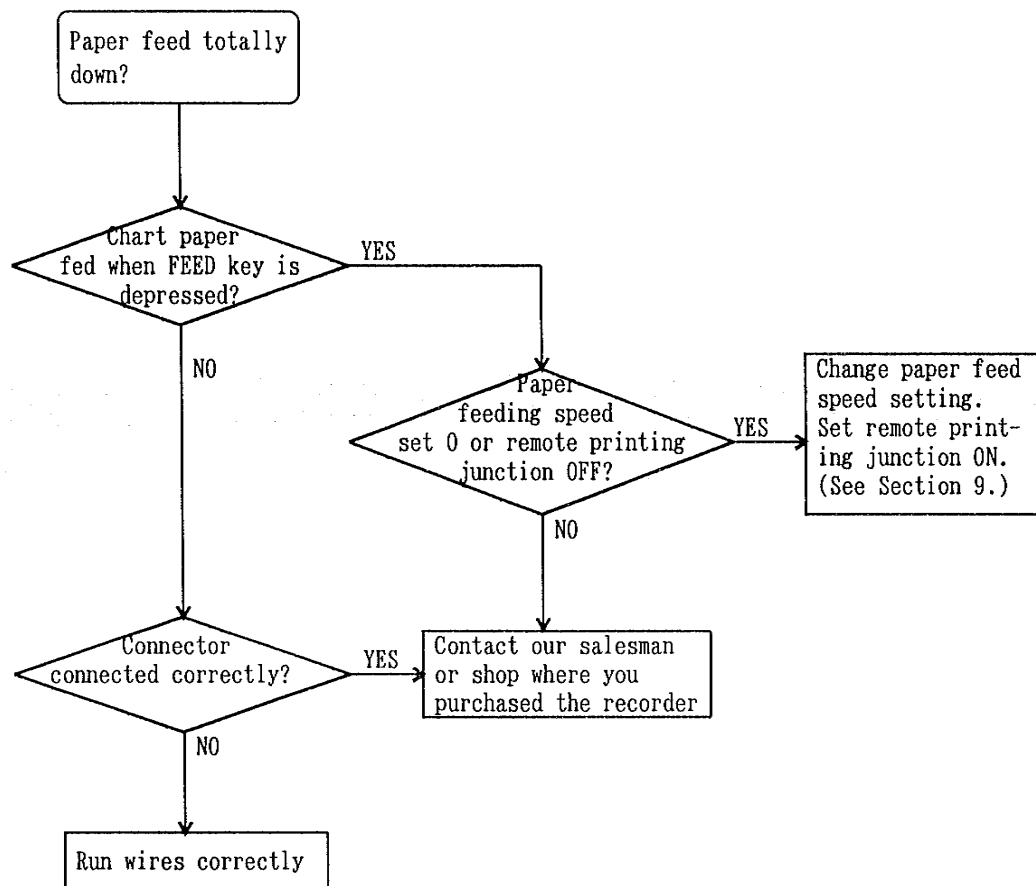 Paper feed totally
down?
Chart paper
fed when FEED key is
depressed?
YES
NO
Paper
feeding speed
set 0 or remote printing
junction OFF?
YES
Change paper feed
speed setting.
Set remote print-
ing junction ON.
(See Section 9.)
NO
Connector
connected correctly?
YES
Contact our salesman
or shop where you
purchased the recorder
NO
Run wires correctly